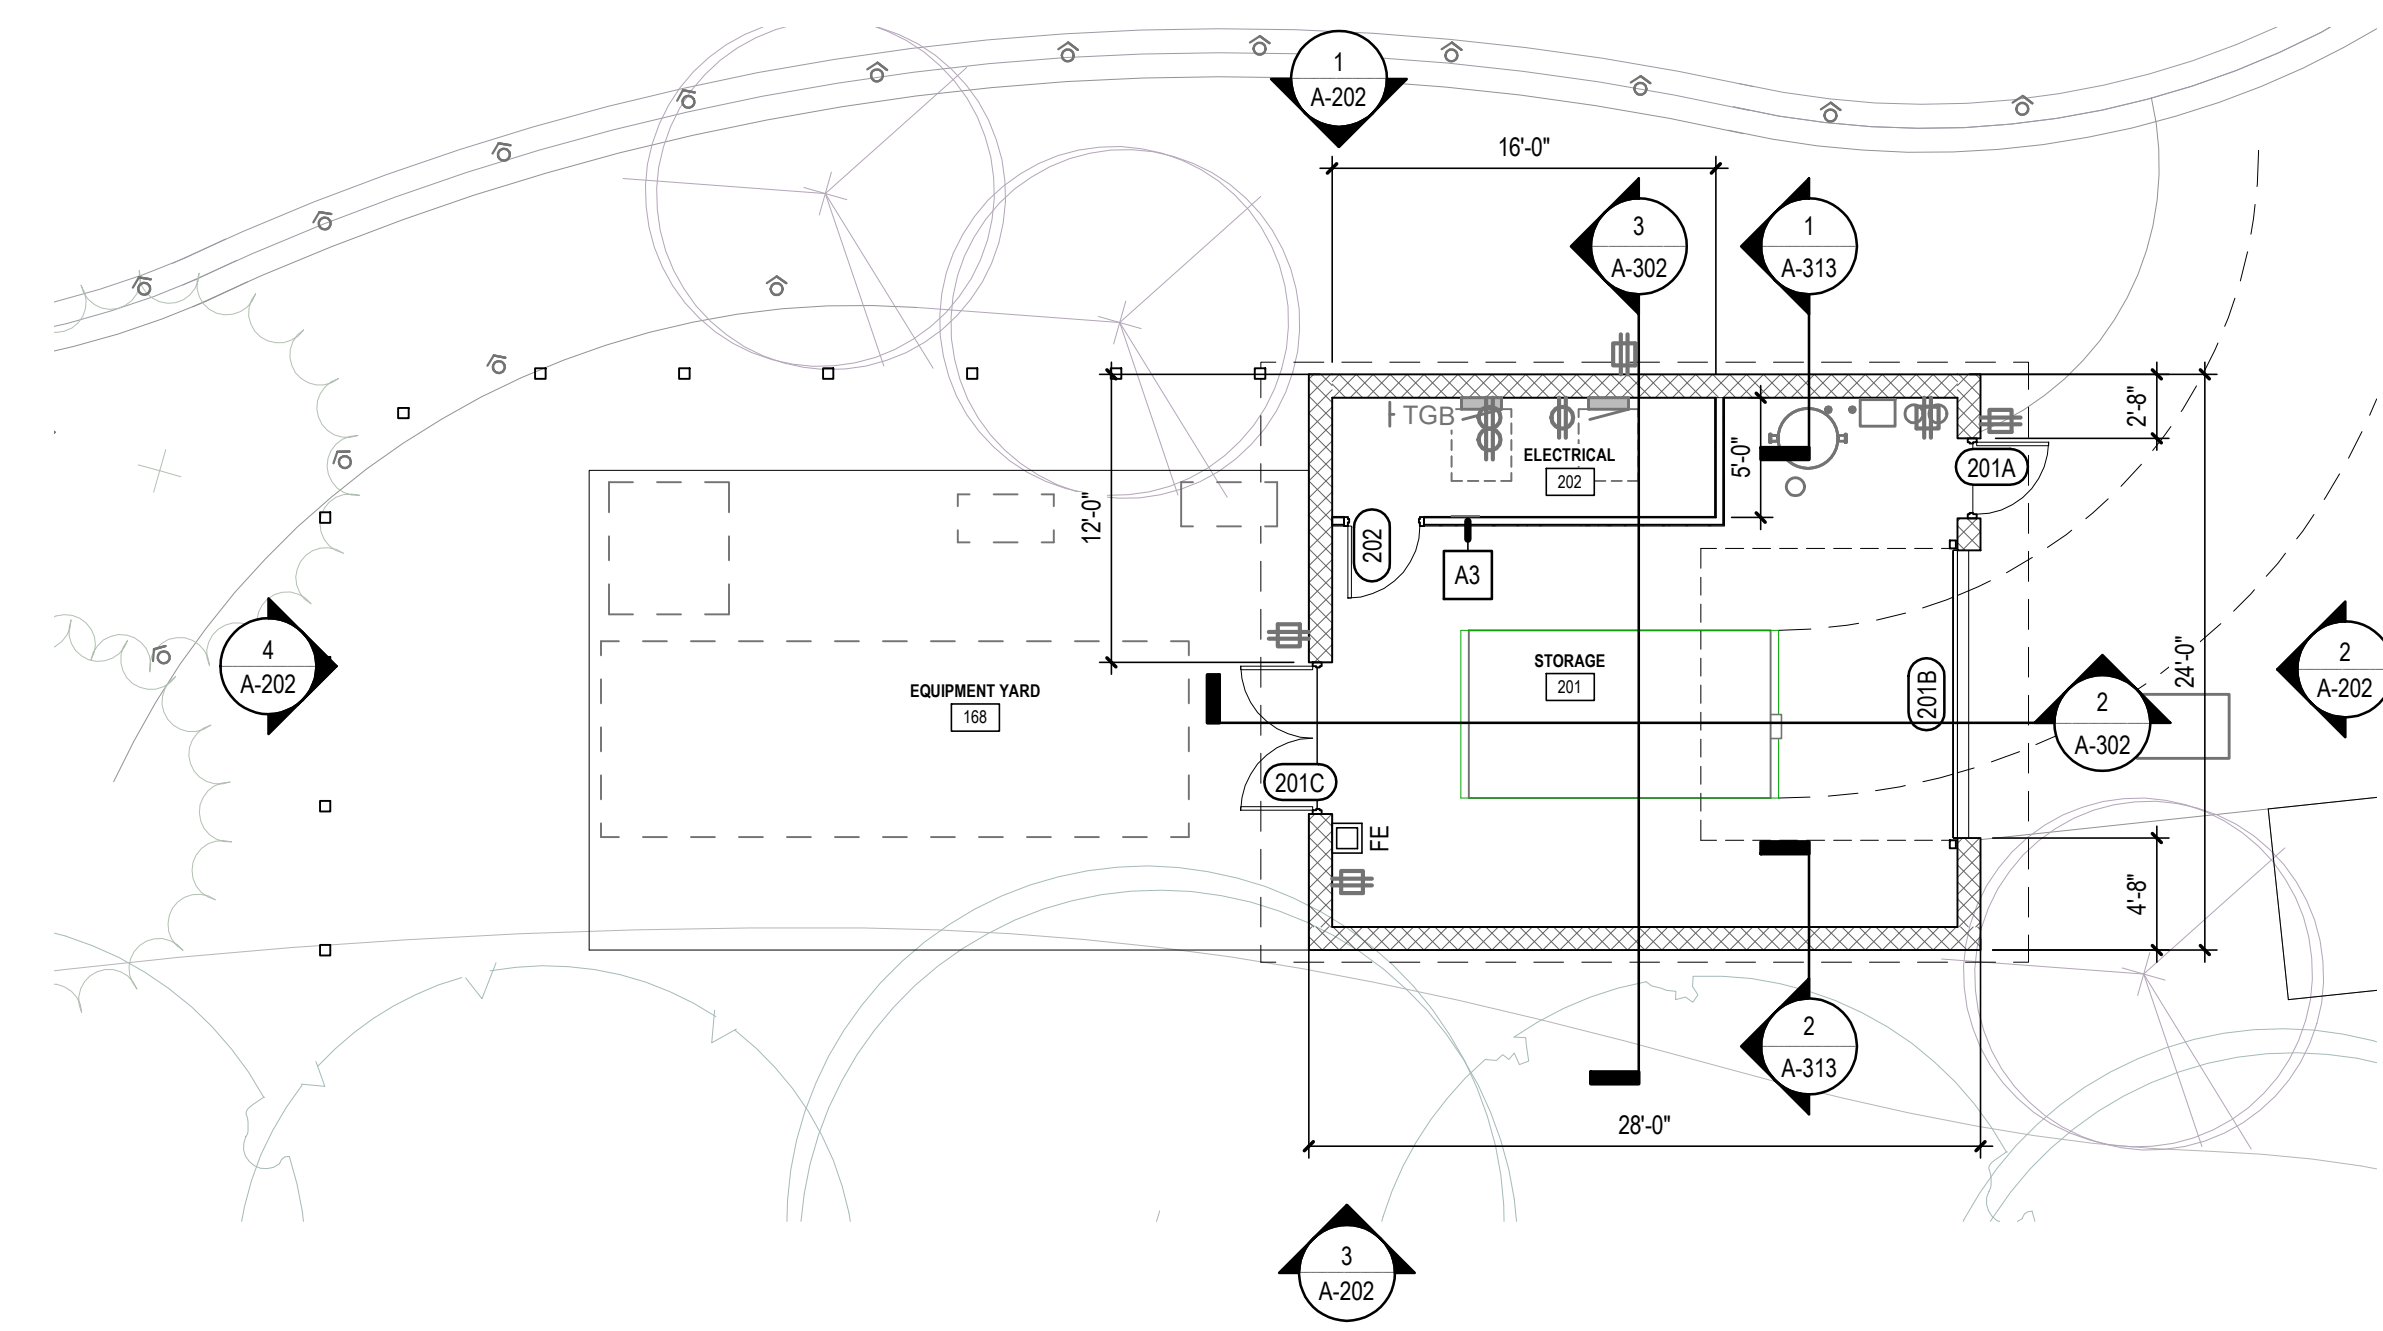 1
A-202
16'-0"
3
A-302
1
A-313
TGB
ELECTRICAL
202
5'-0"
2'-8"
201A
12'-0"
202
A3
4
A-202
EQUIPMENT YARD
168
STORAGE
201
201B
24'-0"
2
A-302
2
A-202
201C
FE
4'-8"
2
A-313
28'-0"
3
A-202